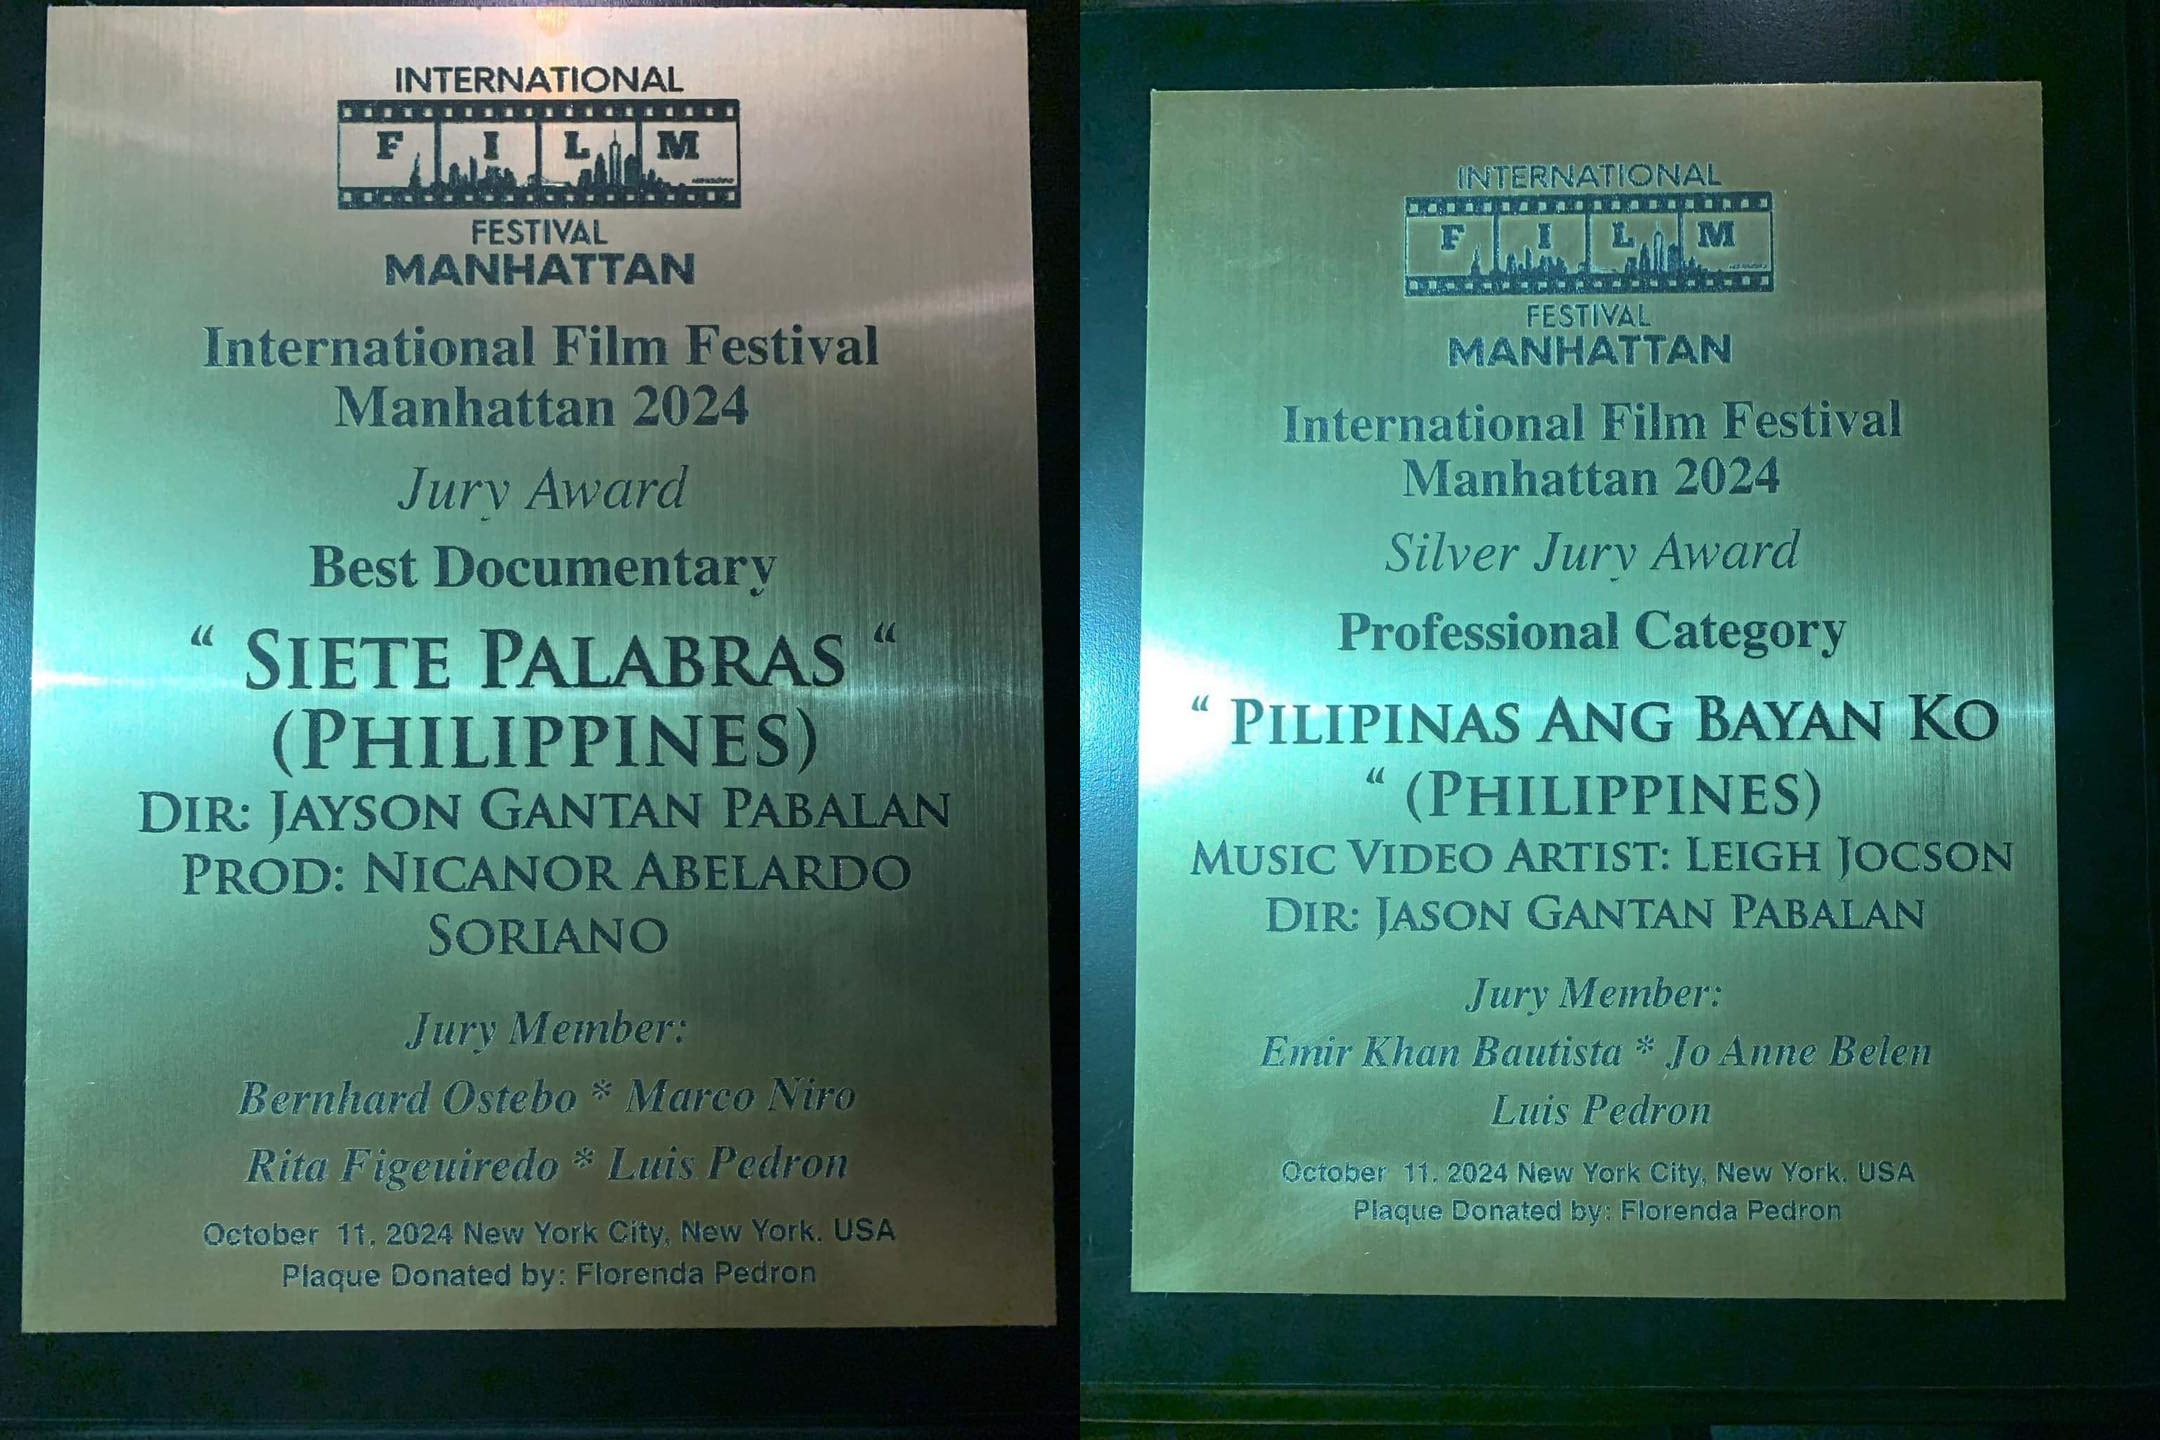 INTERNATIONAL
F I L M
FESTIVAL
MANHATTAN
International Film Festival
Manhattan 2024
Jury Award
Best Documentary
“ SIETE PALABRAS “
(PHILIPPINES)
DIR: JAYSON GANTAN PABALAN
PROD: NICANOR ABELARDO
SORIANO
Jury Member:
Bernhard Ostebo * Marco Niro
Rita Figeuiredo * Luis Pedron
October 11, 2024 New York City, New York. USA
Plaque Donated by: Florenda Pedron
INTERNATIONAL
F I L M
FESTIVAL
MANHATTAN
International Film Festival
Manhattan 2024
Silver Jury Award
Professional Category
“ PILIPINAS ANG BAYAN KO
“ (PHILIPPINES)
MUSIC VIDEO ARTIST: LEIGH JOCSON
DIR: JASON GANTAN PABALAN
Jury Member:
Emir Khan Bautista * Jo Anne Belen
Luis Pedron
October 11. 2024 New York City, New York. USA
Plaque Donated by: Florenda Pedron